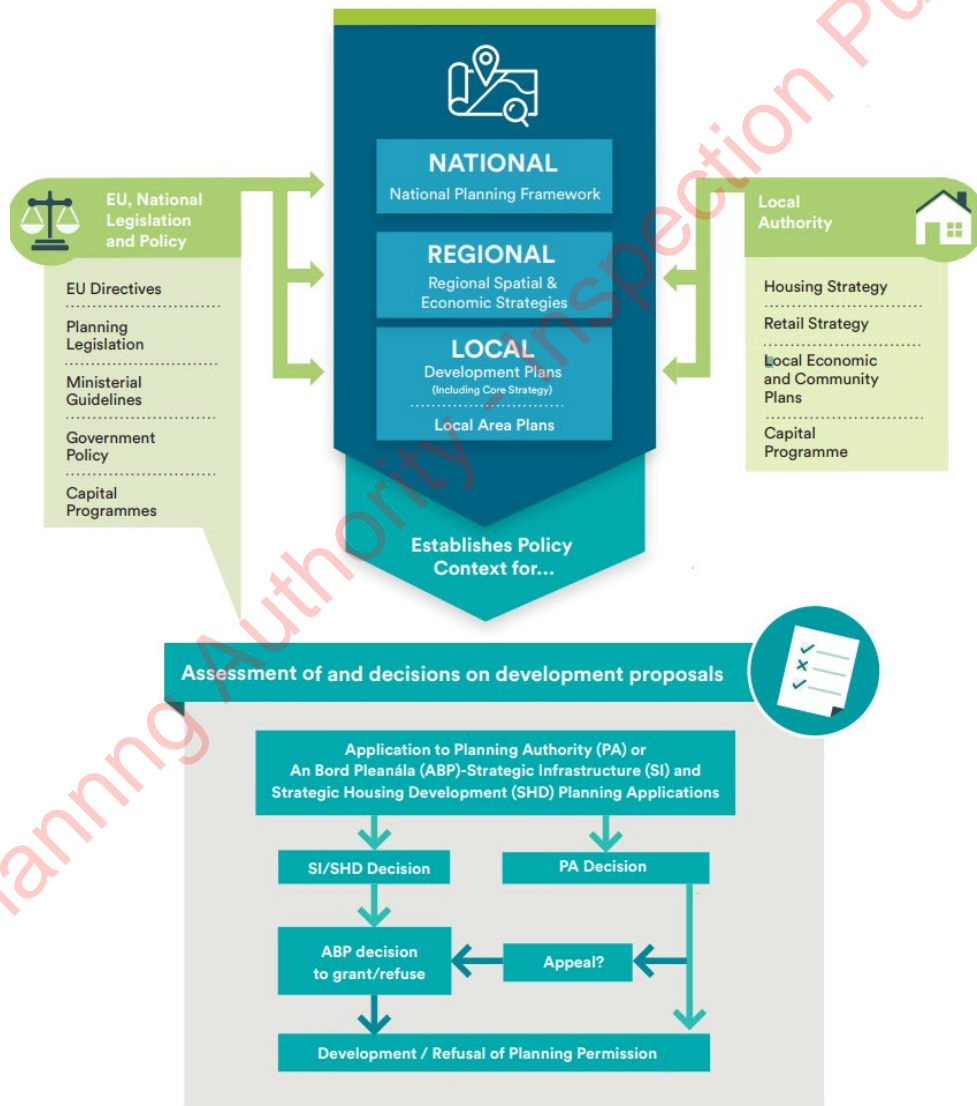 NATIONAL
National Planning Framework
REGIONAL
Regional Spatial &
Economic Strategies
LOCAL
Development Plans
(Including Core Strategy)
Local Area Plans
EU, National
Legislation
and Policy
EU Directives
Planning
Legislation
Ministerial
Guidelines
Government
Policy
Capital
Programmes
Local
Authority
Housing Strategy
Retail Strategy
Local Economic
and Community
Plans
Capital
Programme
Establishes Policy
Context for...
Assessment of and decisions on development proposals
Application to Planning Authority (PA) or
An Bord Pleanála (ABP)-Strategic Infrastructure (SI) and
Strategic Housing Development (SHD) Planning Applications
SI/SHD Decision
PA Decision
ABP decision
to grant/refuse
Appeal?
Development / Refusal of Planning Permission
Planning Authority - Inspection